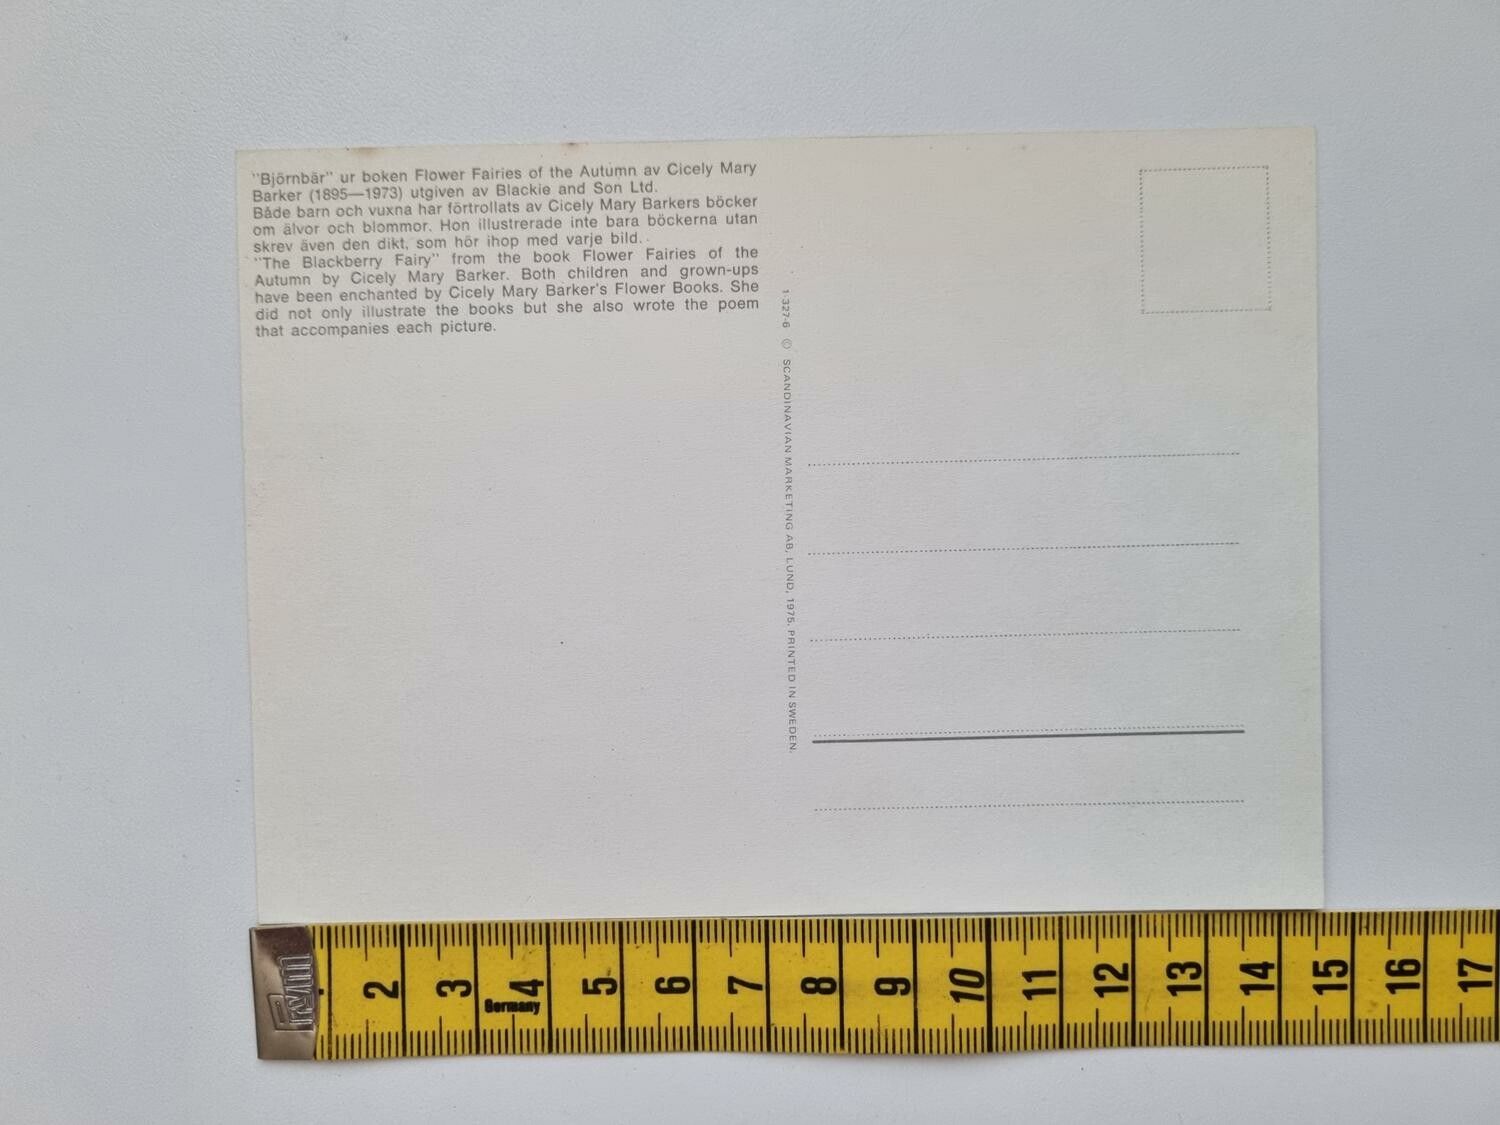 "Björnbär" ur boken Flower Fairies of the Autumn av Cicely Mary
Barker (1895—1973) utgiven av Blackie and Son Ltd.
Både barn och vuxna har förtrollats av Cicely Mary Barkers böcker
om älvor och blommor. Hon illustrerade inte bara böckerna utan
skrev även den dikt, som hör ihop med varje bild.
"The Blackberry Fairy" from the book Flower Fairies of the
Autumn by Cicely Mary Barker. Both children and grown-ups
have been enchanted by Cicely Mary Barker's Flower Books. She
did not only illustrate the books but she also wrote the poem
that accompanies each picture.
1.327-6 © SCANDINAVIAN MARKETING AB, LUND, 1975. PRINTED IN SWEDEN.
Prym 2 3 4 5 6 7 8 9 10 11 12 13 14 15 16 17
Germany